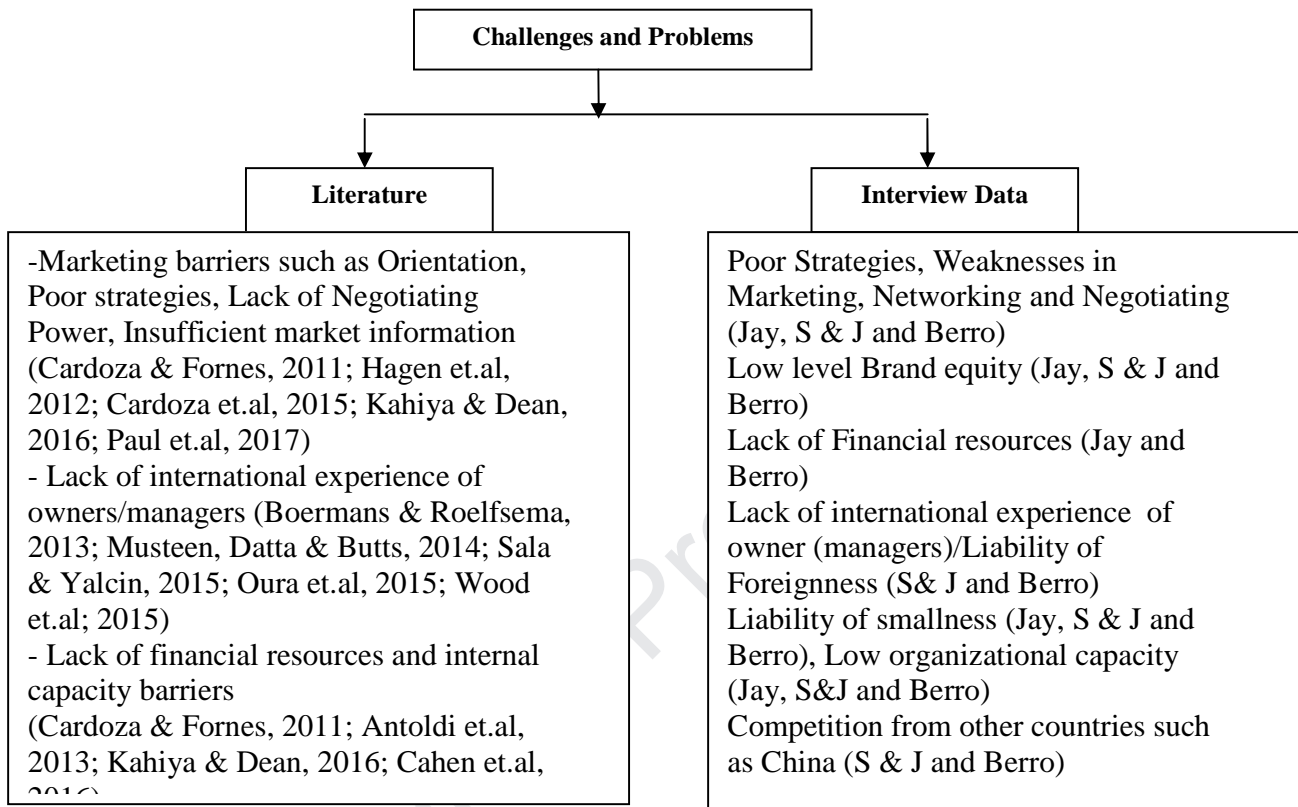 Challenges and Problems
Literature
-Marketing barriers such as Orientation,
Poor strategies, Lack of Negotiating
Power, Insufficient market information
(Cardoza & Fornes, 2011; Hagen et.al,
2012; Cardoza et.al, 2015; Kahiya & Dean,
2016; Paul et.al, 2017)
- Lack of international experience of
owners/managers (Boermans & Roelfsema,
2013; Musteen, Datta & Butts, 2014; Sala
& Yalcin, 2015; Oura et.al, 2015; Wood
et.al; 2015)
- Lack of financial resources and internal
capacity barriers
(Cardoza & Fornes, 2011; Antoldi et.al,
2013; Kahiya & Dean, 2016; Cahen et.al,
2016)
Interview Data
Poor Strategies, Weaknesses in
Marketing, Networking and Negotiating
(Jay, S & J and Berro)
Low level Brand equity (Jay, S & J and
Berro)
Lack of Financial resources (Jay and
Berro)
Lack of international experience of
owner (managers)/Liability of
Foreignness (S& J and Berro)
Liability of smallness (Jay, S & J and
Berro), Low organizational capacity
(Jay, S&J and Berro)
Competition from other countries such
as China (S & J and Berro)